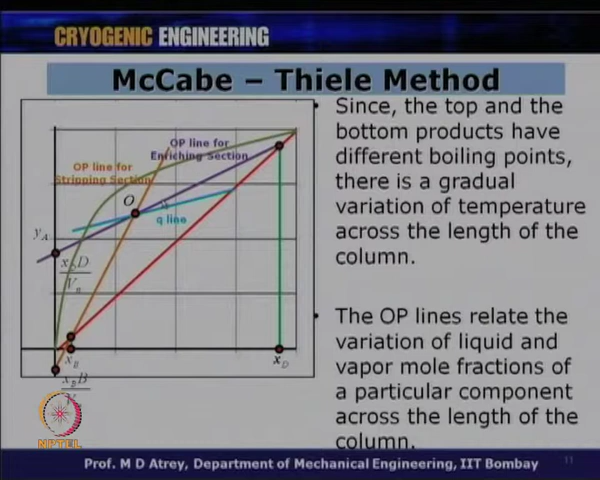 CRYOGENIC ENGINEERING
McCabe – Thiele Method
OP line for
Enriching Section
OP line for
Stripping Section
O
q line
y_A
x_D D
V_n
x_B
x_D
x_B B
• Since, the top and the
bottom products have
different boiling points,
there is a gradual
variation of temperature
across the length of the
column.
• The OP lines relate the
variation of liquid and
vapor mole fractions of
a particular component
across the length of the
column.
NPTEL
Prof. M D Atrey, Department of Mechanical Engineering, IIT Bombay
11